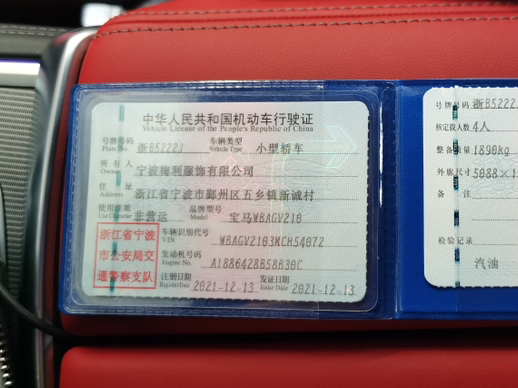 中华人民共和国机动车行驶证
Vehicle License of the People's Republic of China
号牌号码 浙B5222J 车辆类型 小型轿车
Plate No. Vehicle Type
所有人 宁波梅利服饰有限公司
Owner
住址 浙江省宁波市鄞州区五乡镇新诚村
Address
使用性质 非营运 品牌型号 宝马WBAGV210
Use Character Model
浙江省宁波
市公安局交
通警察支队
车辆识别代号 WBAGV2103MCH54072
VIN
发动机号码 A1886428B58B30C
Engine No.
注册日期 2021-12-13 发证日期 2021-12-13
Register Date Issue Date
号牌号码 浙B5222
核定载人数 4人
整备质量 1890kg
外廓尺寸 5088×1
备注
检验记录
汽油